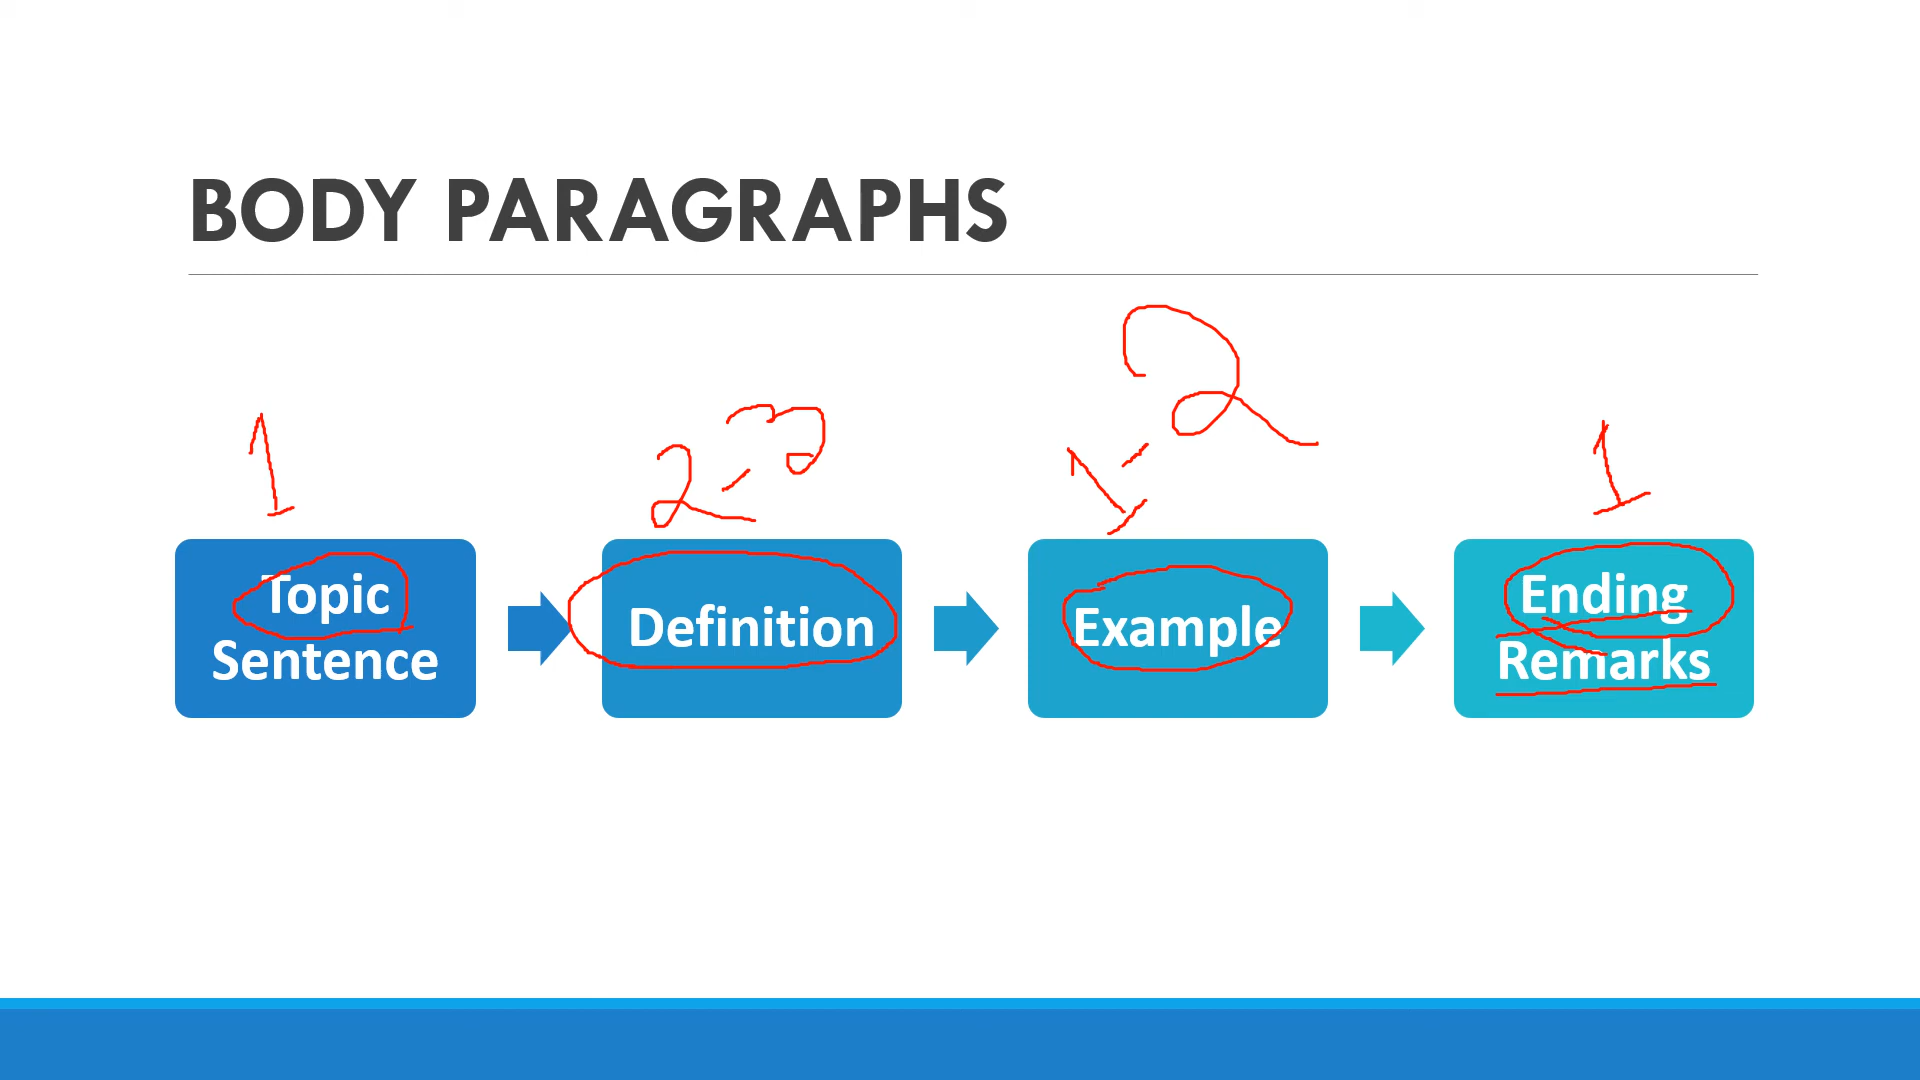 BODY PARAGRAPHS
1
2-3
1-2
1
Topic
Sentence
Definition
Example
Ending
Remarks